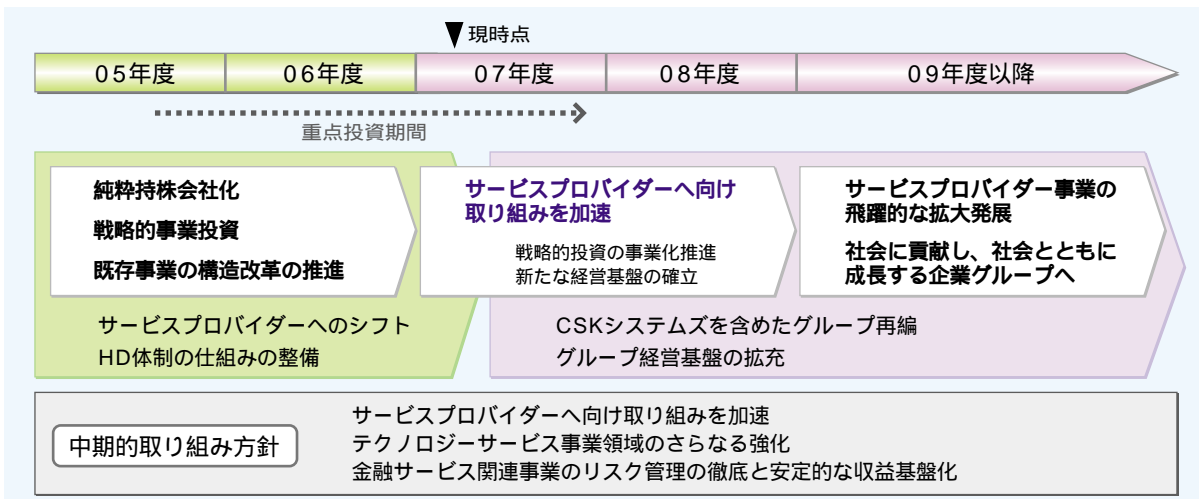 現時点
05年度 06年度 07年度 08年度 09年度以降
重点投資期間
純粋持株会社化
戦略的事業投資
既存事業の構造改革の推進
サービスプロバイダーへ向け
取り組みを加速
戦略的投資の事業化推進
新たな経営基盤の確立
サービスプロバイダー事業の
飛躍的な拡大発展
社会に貢献し、社会とともに
成長する企業グループへ
サービスプロバイダーへのシフト
HD体制の仕組みの整備
CSKシステムズを含めたグループ再編
グループ経営基盤の拡充
中期的取り組み方針
サービスプロバイダーへ向け取り組みを加速
テクノロジーサービス事業領域のさらなる強化
金融サービス関連事業のリスク管理の徹底と安定的な収益基盤化